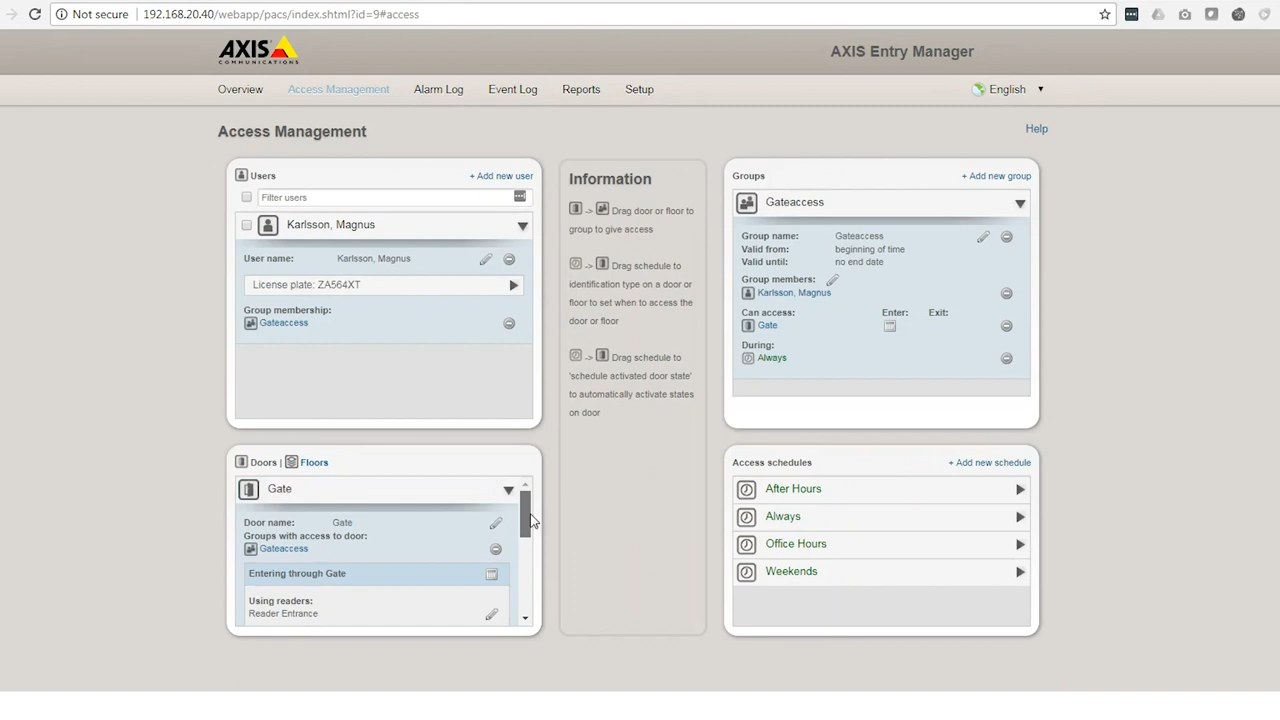 Not secure
192.168.20.40/webapp/pacs/index.shtml?id=9#access
AXIS
COMMUNICATIONS
AXIS Entry Manager
Overview
Access Management
Alarm Log
Event Log
Reports
Setup
English
Access Management
Help
Users
+ Add new user
Filter users
Karlsson, Magnus
User name: Karlsson, Magnus
License plate: ZA564XT
Group membership:
Gateaccess
Information
-> Drag door or floor to
group to give access
-> Drag schedule to
identification type on a door or
floor to set when to access the
door or floor
-> Drag schedule to
'schedule activated door state'
to automatically activate states
on door
Groups
+ Add new group
Gateaccess
Group name: Gateaccess
Valid from: beginning of time
Valid until: no end date
Group members:
Karlsson, Magnus
Can access: Enter: Exit:
Gate
During:
Always
Doors | Floors
Gate
Door name: Gate
Groups with access to door:
Gateaccess
Entering through Gate
Using readers:
Reader Entrance
Access schedules
+ Add new schedule
After Hours
Always
Office Hours
Weekends